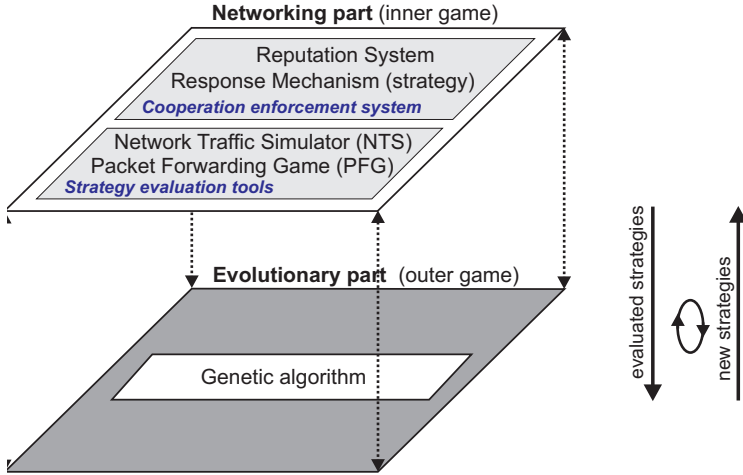 Networking part (inner game)
Reputation System
Response Mechanism (strategy)
Cooperation enforcement system
Network Traffic Simulator (NTS)
Packet Forwarding Game (PFG)
Strategy evaluation tools
Evolutionary part (outer game)
Genetic algorithm
evaluated strategies
new strategies